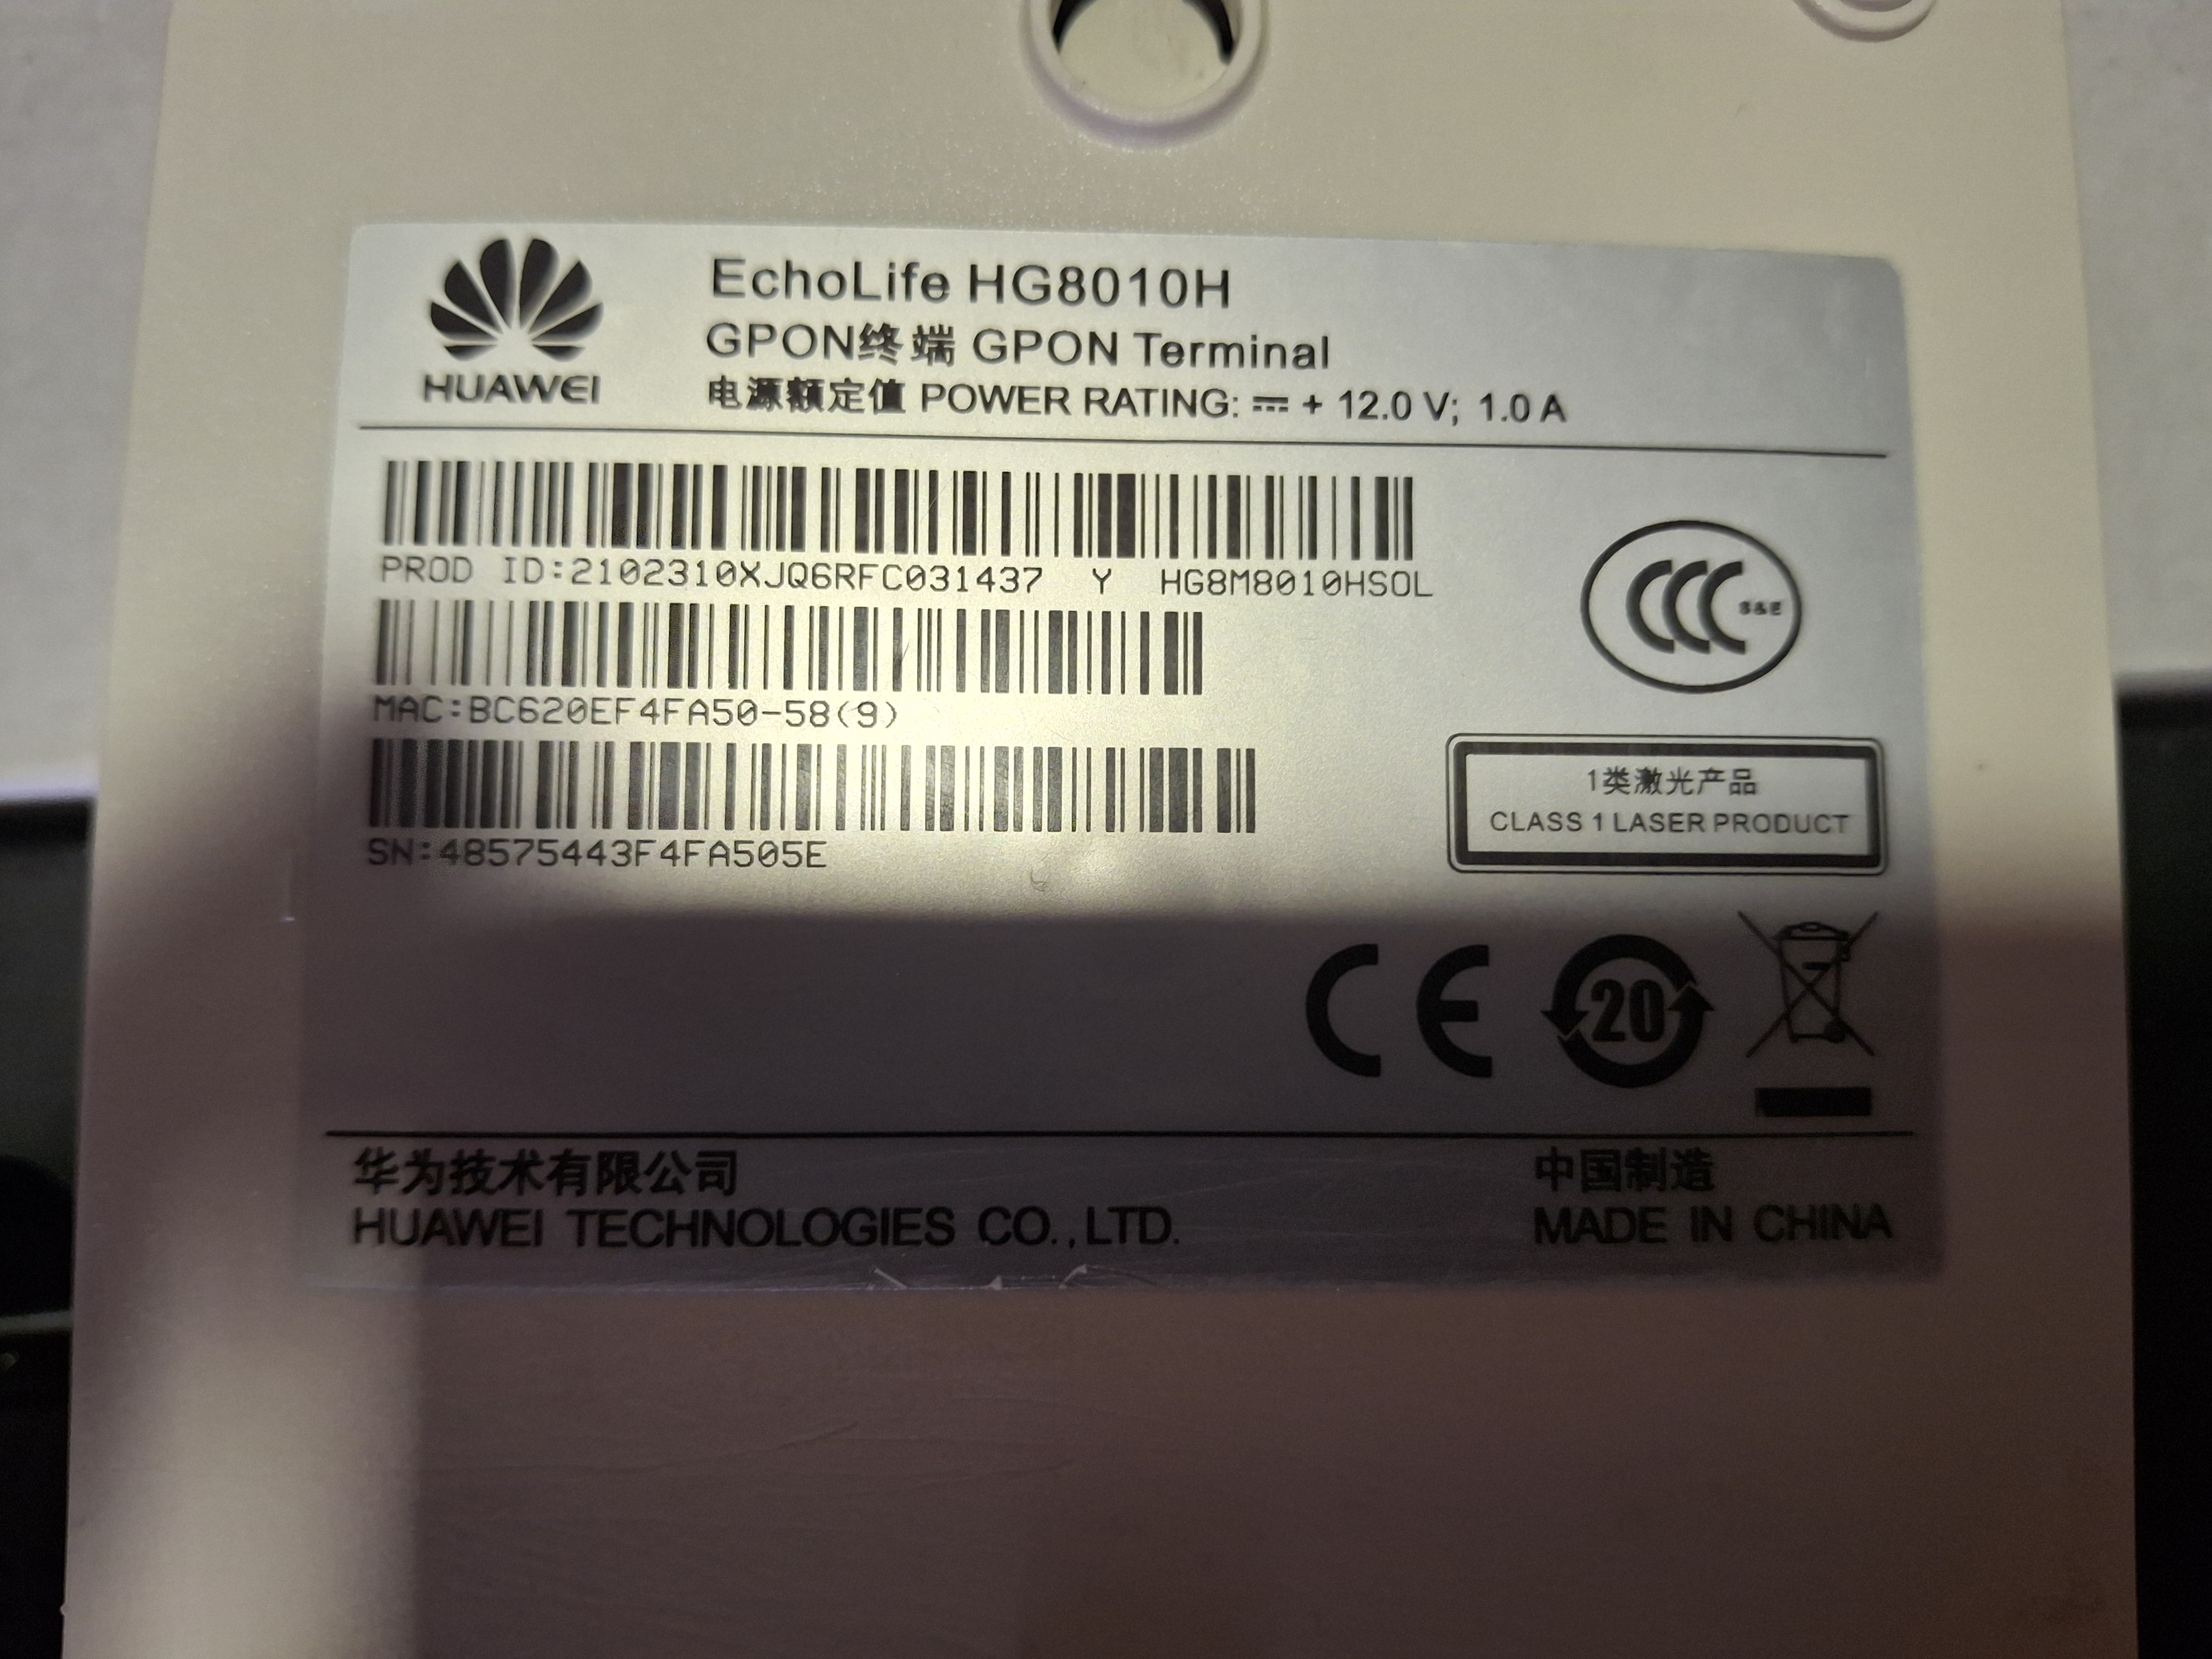 HUAWEI
EchoLife HG8010H
GPON终端 GPON Terminal
电源额定值 POWER RATING: ⎓ + 12.0 V; 1.0 A
PROD ID:2102310XJQ6RFC031437 Y HG8M8010HSOL
MAC:BC620EF4FA50-58(9)
SN:48575443F4FA505E
CCC S&E
1类激光产品
CLASS 1 LASER PRODUCT
CE
20
华为技术有限公司
HUAWEI TECHNOLOGIES CO.,LTD.
中国制造
MADE IN CHINA